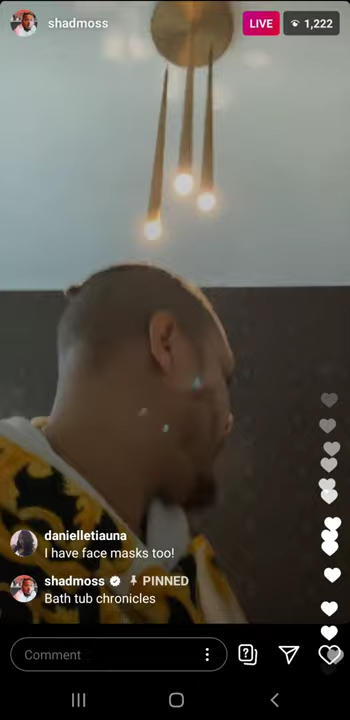 shadmoss
LIVE
1,222
danielletiauna
I have face masks too!
shadmoss PINNED
Bath tub chronicles
Comment